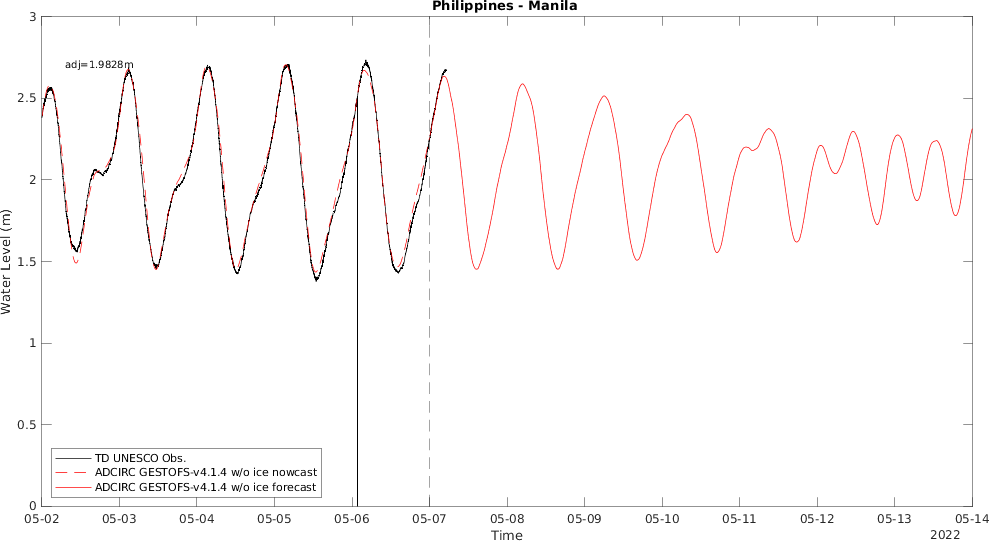 Philippines - Manila
adj=1.9828m
Water Level (m)
3
2.5
2
1.5
1
0.5
0
TD UNESCO Obs.
ADCIRC GESTOFS-v4.1.4 w/o ice nowcast
ADCIRC GESTOFS-v4.1.4 w/o ice forecast
05-02 05-03 05-04 05-05 05-06 05-07 05-08 05-09 05-10 05-11 05-12 05-13 05-14
Time
2022